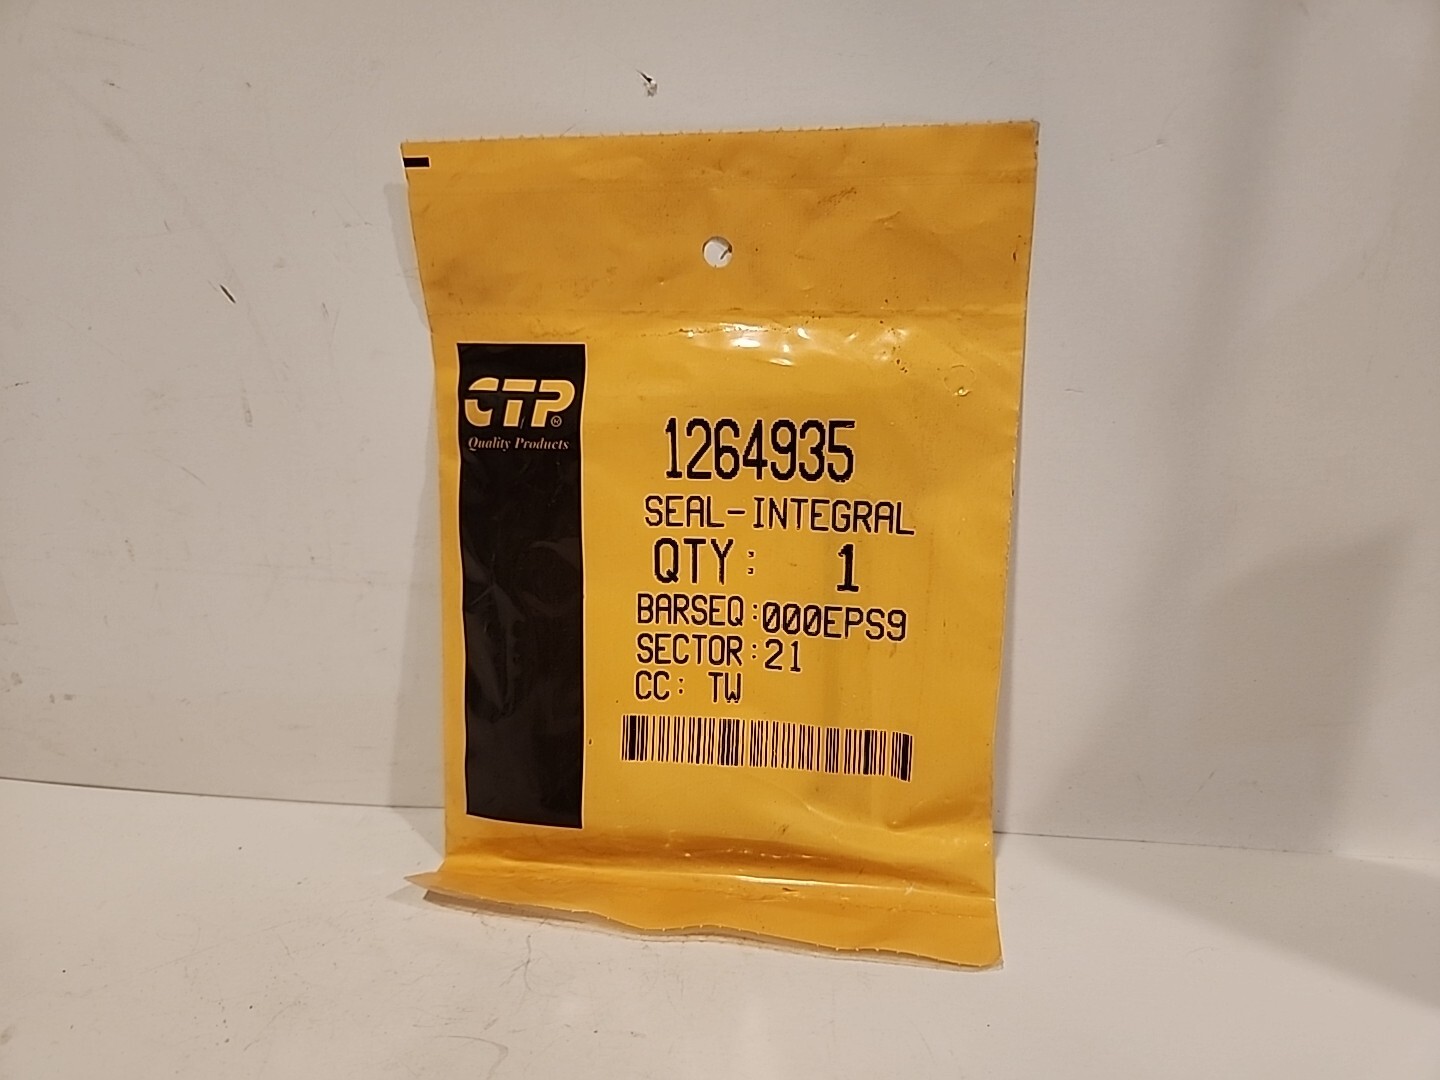 CTP®
Quality Products
1264935
SEAL-INTEGRAL
QTY: 1
BARSEQ:000EPS9
SECTOR:21
CC: TW